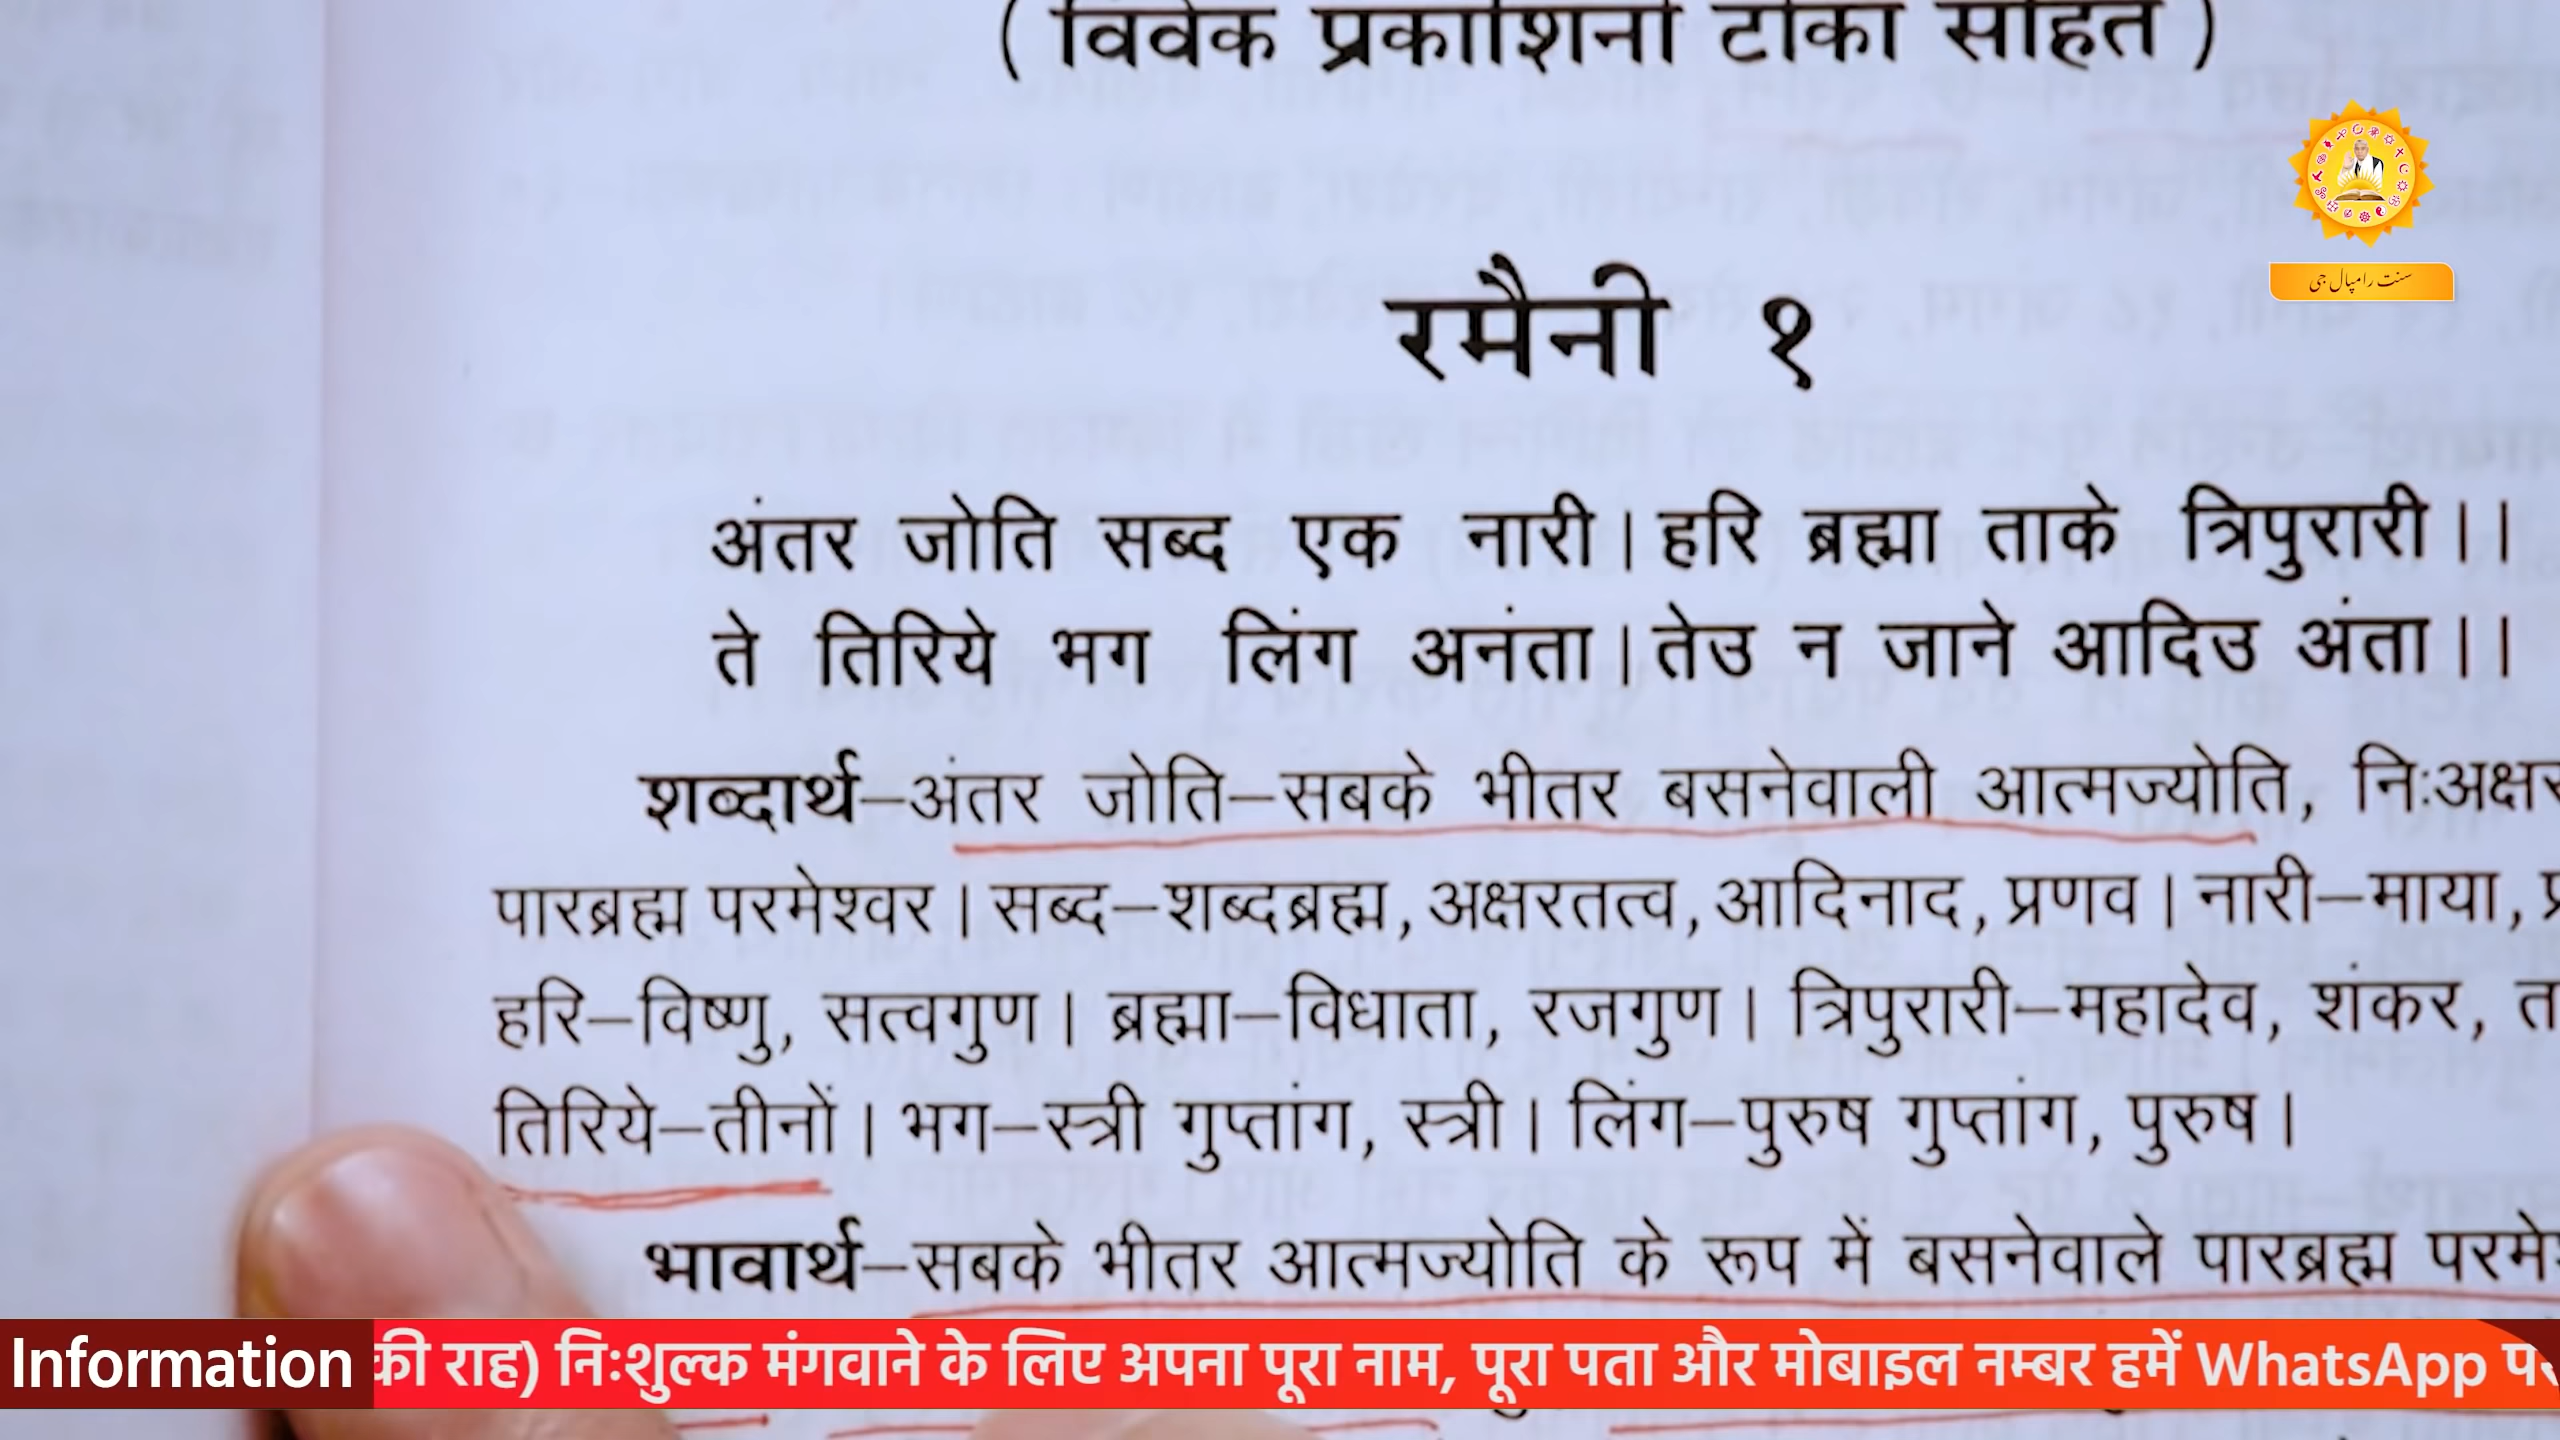 ( विवेक प्रकाशिनी टीका सहित )
سنت رامپال جی
रमैनी १
अंतर जोति सब्द एक नारी। हरि ब्रह्मा ताके त्रिपुरारी।।
ते तिरिये भग लिंग अनंता। तेउ न जाने आदिउ अंता।।
शब्दार्थ–अंतर जोति–सबके भीतर बसनेवाली आत्मज्योति, निःअक्षर
पारब्रह्म परमेश्वर। सब्द–शब्दब्रह्म, अक्षरतत्व, आदिनाद, प्रणव। नारी–माया,
हरि–विष्णु, सत्वगुण। ब्रह्मा–विधाता, रजगुण। त्रिपुरारी–महादेव, शंकर,
तिरिये–तीनों। भग–स्त्री गुप्तांग, स्त्री। लिंग–पुरुष गुप्तांग, पुरुष।
भावार्थ–सबके भीतर आत्मज्योति के रूप में बसनेवाले पारब्रह्म
Information की राह) निःशुल्क मंगवाने के लिए अपना पूरा नाम, पूरा पता और मोबाइल नम्बर हमें WhatsApp